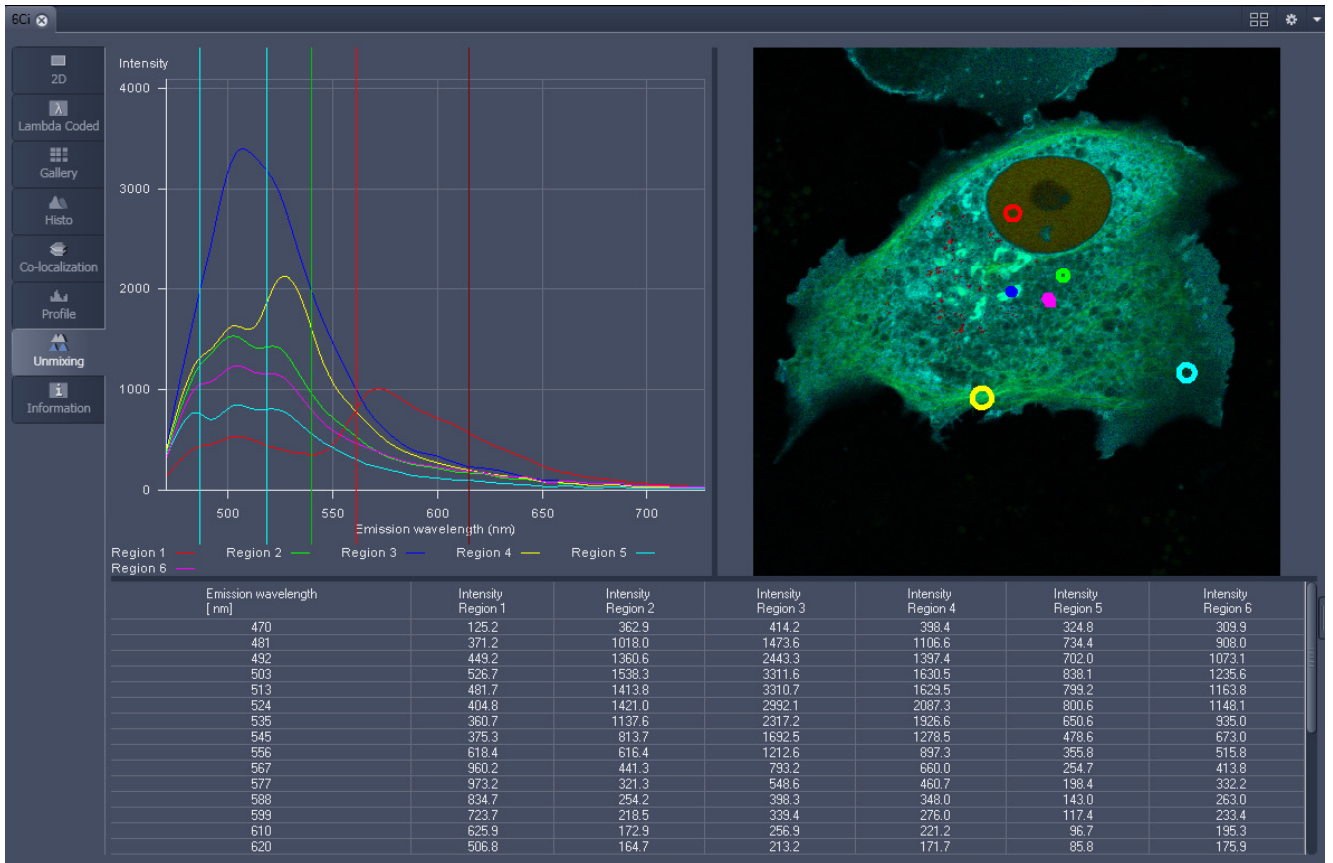 6Ci
2D
λ
Lambda Coded
Gallery
Histo
Co-localization
Profile
Unmixing
i
Information
Intensity
4000
3000
2000
1000
0
500 550 600 650 700
Emission wavelength (nm)
Region 1 Region 2 Region 3 Region 4 Region 5
Region 6
Emission wavelength Intensity Intensity Intensity Intensity Intensity Intensity
[ nm] Region 1 Region 2 Region 3 Region 4 Region 5 Region 6
470 125.2 362.9 414.2 398.4 324.8 309.9
481 371.2 1018.0 1473.6 1106.6 734.4 908.0
492 449.2 1360.6 2443.3 1397.4 702.0 1073.1
503 526.7 1538.3 3311.6 1630.5 838.1 1235.6
513 481.7 1413.8 3310.7 1629.5 799.2 1163.8
524 404.8 1421.0 2992.1 2087.3 800.6 1148.1
535 360.7 1137.6 2317.2 1926.6 650.6 935.0
545 375.3 813.7 1692.5 1278.5 478.6 673.0
556 618.4 616.4 1212.6 897.3 355.8 515.8
567 960.2 441.3 793.2 660.0 254.7 413.8
577 973.2 321.3 548.6 460.7 198.4 332.2
588 834.7 254.2 398.3 348.0 143.0 263.0
599 723.7 218.5 339.4 276.0 117.4 233.4
610 625.9 172.9 256.9 221.2 96.7 195.3
620 506.8 164.7 213.2 171.7 85.8 175.9